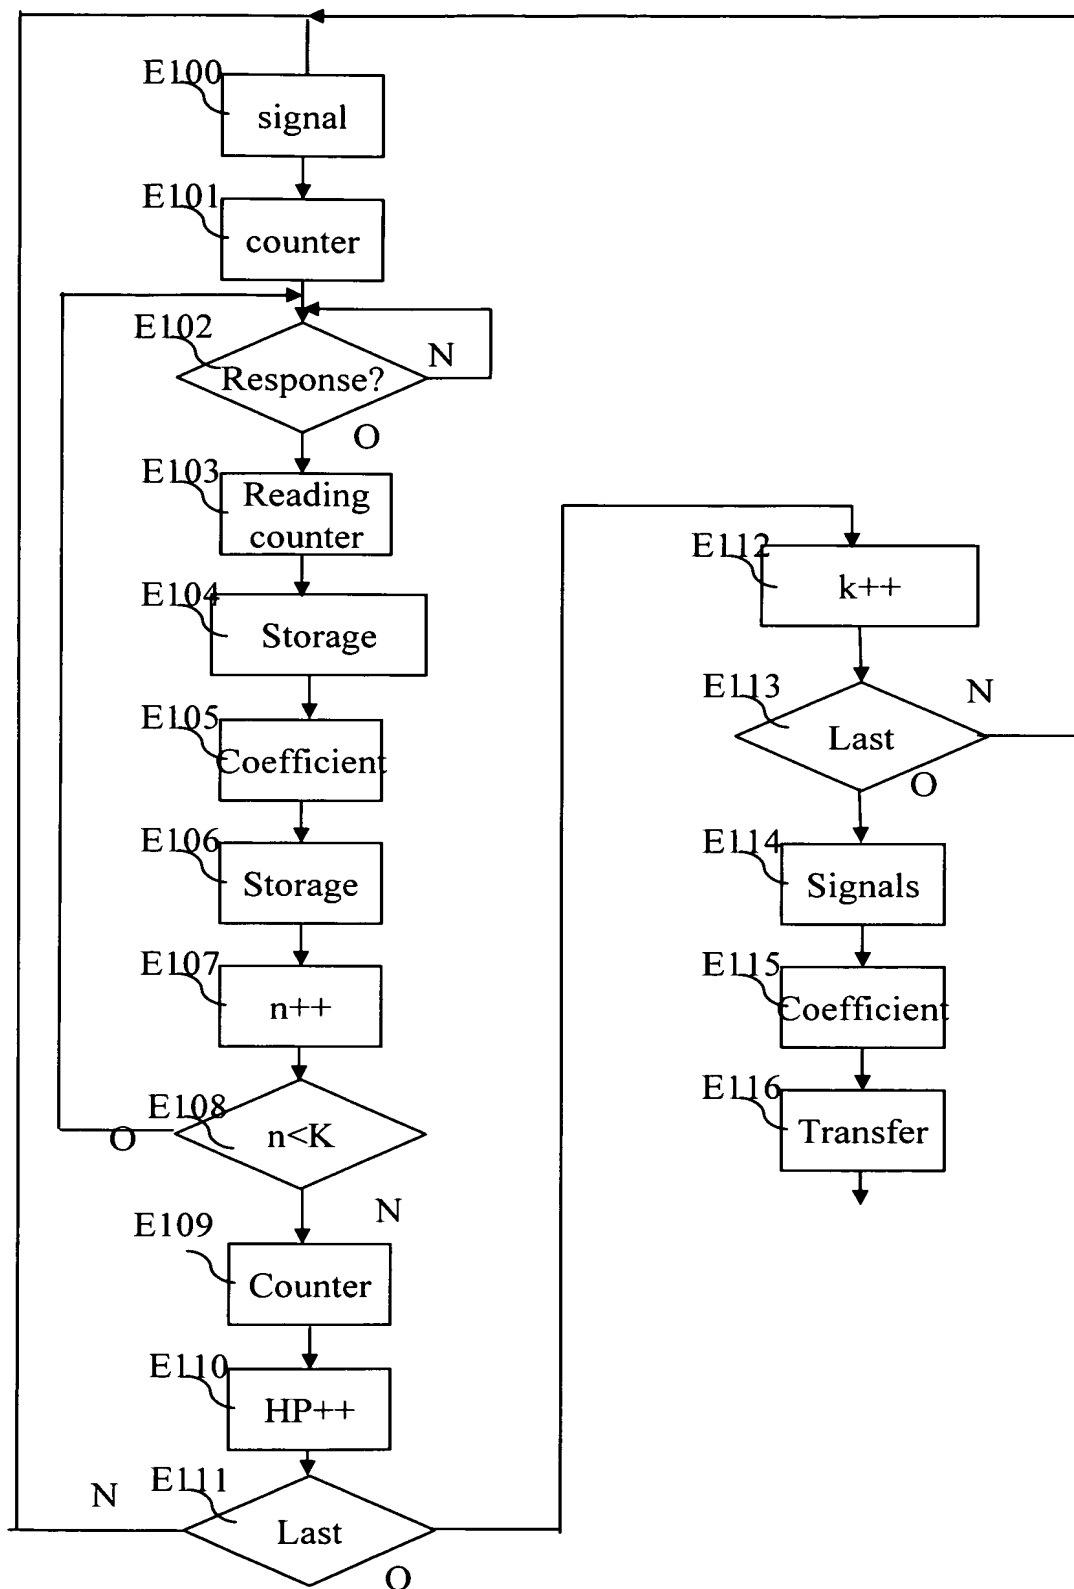 E100
signal
E101
counter
E102
Response?
N
O
E103
Reading
counter
E104
Storage
E105
Coefficient
E106
Storage
E107
n++
E108
n<K
O
N
E109
Counter
E110
HP++
E111
Last
N
O
E112
k++
E113
Last
N
O
E114
Signals
E115
Coefficient
E116
Transfer